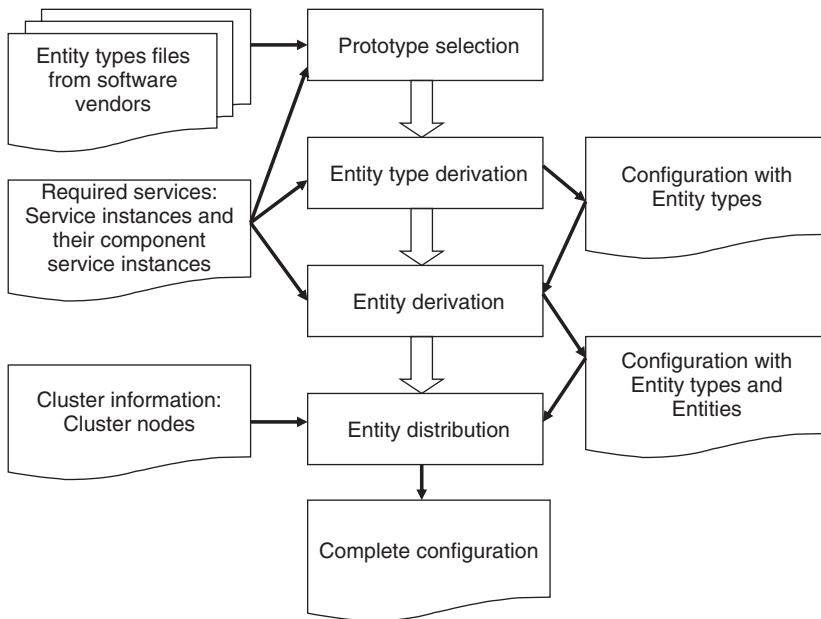 Entity types files
from software
vendors
Prototype selection
Entity type derivation
Configuration with
Entity types
Required services:
Service instances and
their component
service instances
Entity derivation
Configuration with
Entity types and
Entities
Cluster information:
Cluster nodes
Entity distribution
Complete configuration